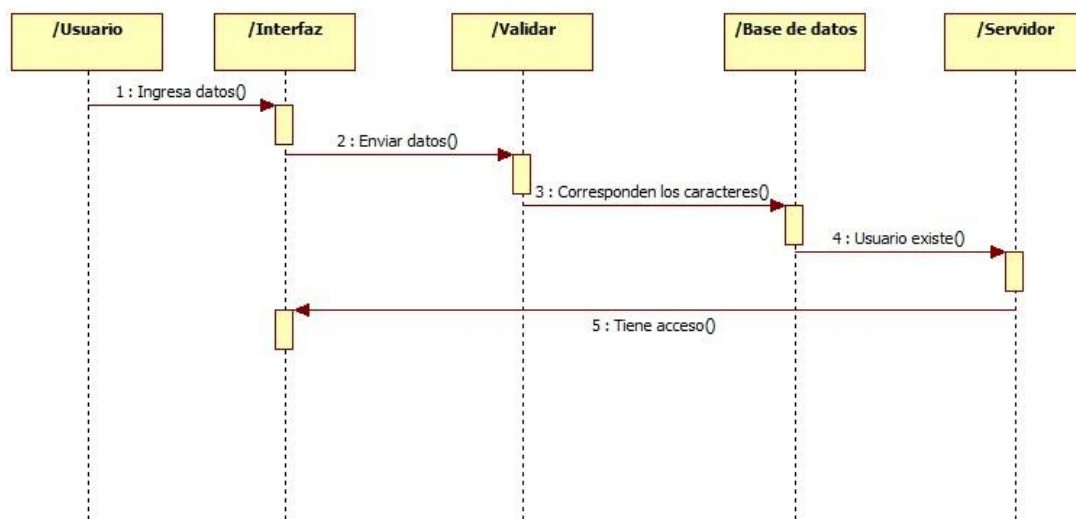 /Usuario
/Interfaz
/Validar
/Base de datos
/Servidor
1 : Ingresa datos()
2 : Enviar datos()
3 : Corresponden los caracteres()
4 : Usuario existe()
5 : Tiene acceso()